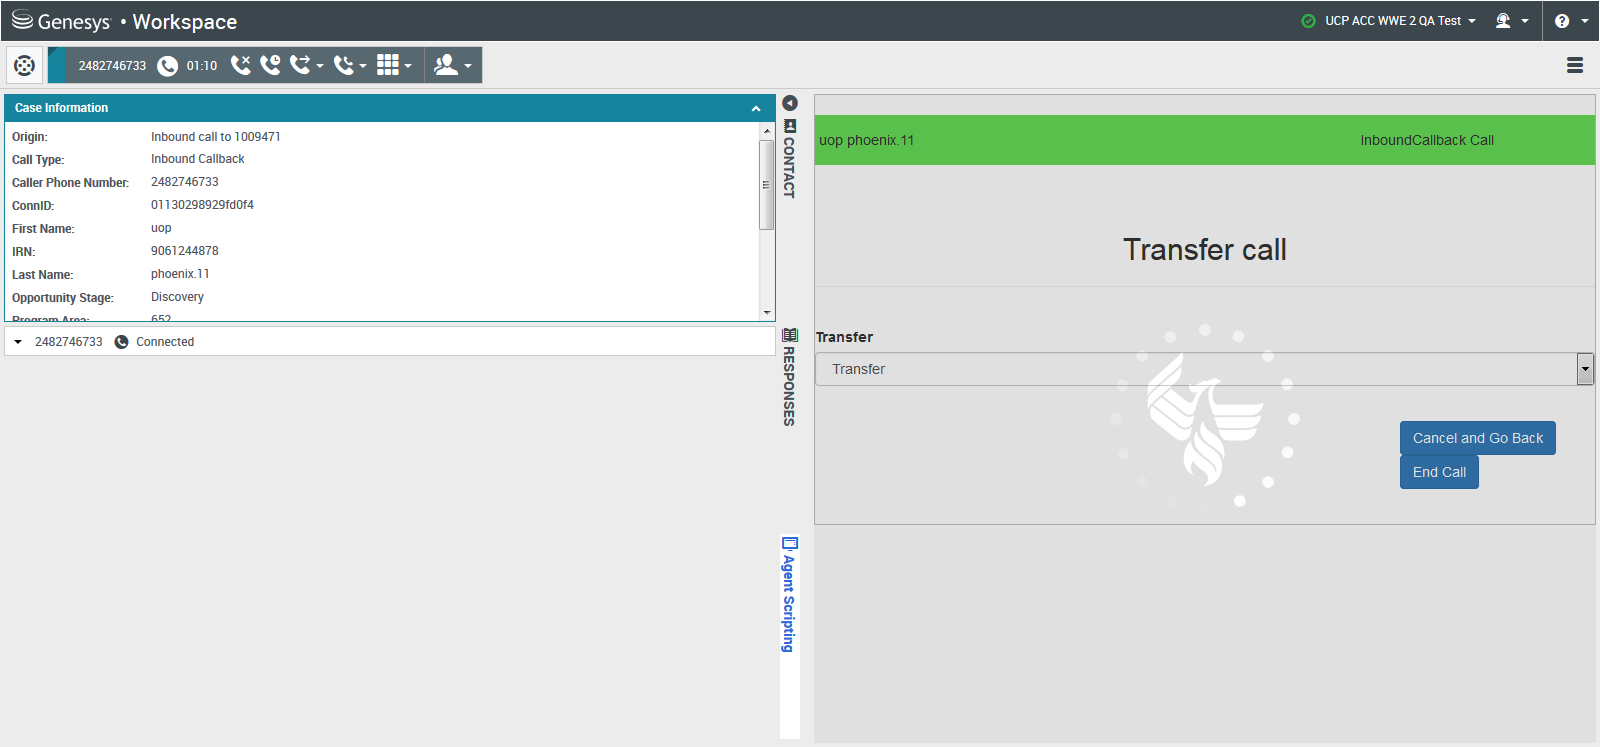 Genesys • Workspace
UCP ACC WWE 2 QA Test
?
2482746733 01:10
Case Information
Origin: Inbound call to 1009471
Call Type: Inbound Callback
Caller Phone Number: 2482746733
ConnID: 01130298929fd0f4
First Name: uop
IRN: 9061244878
Last Name: phoenix.11
Opportunity Stage: Discovery
Program Area: 652
2482746733 Connected
CONTACT
RESPONSES
Agent Scripting
uop phoenix.11 InboundCallback Call
Transfer call
Transfer
Transfer
Cancel and Go Back
End Call